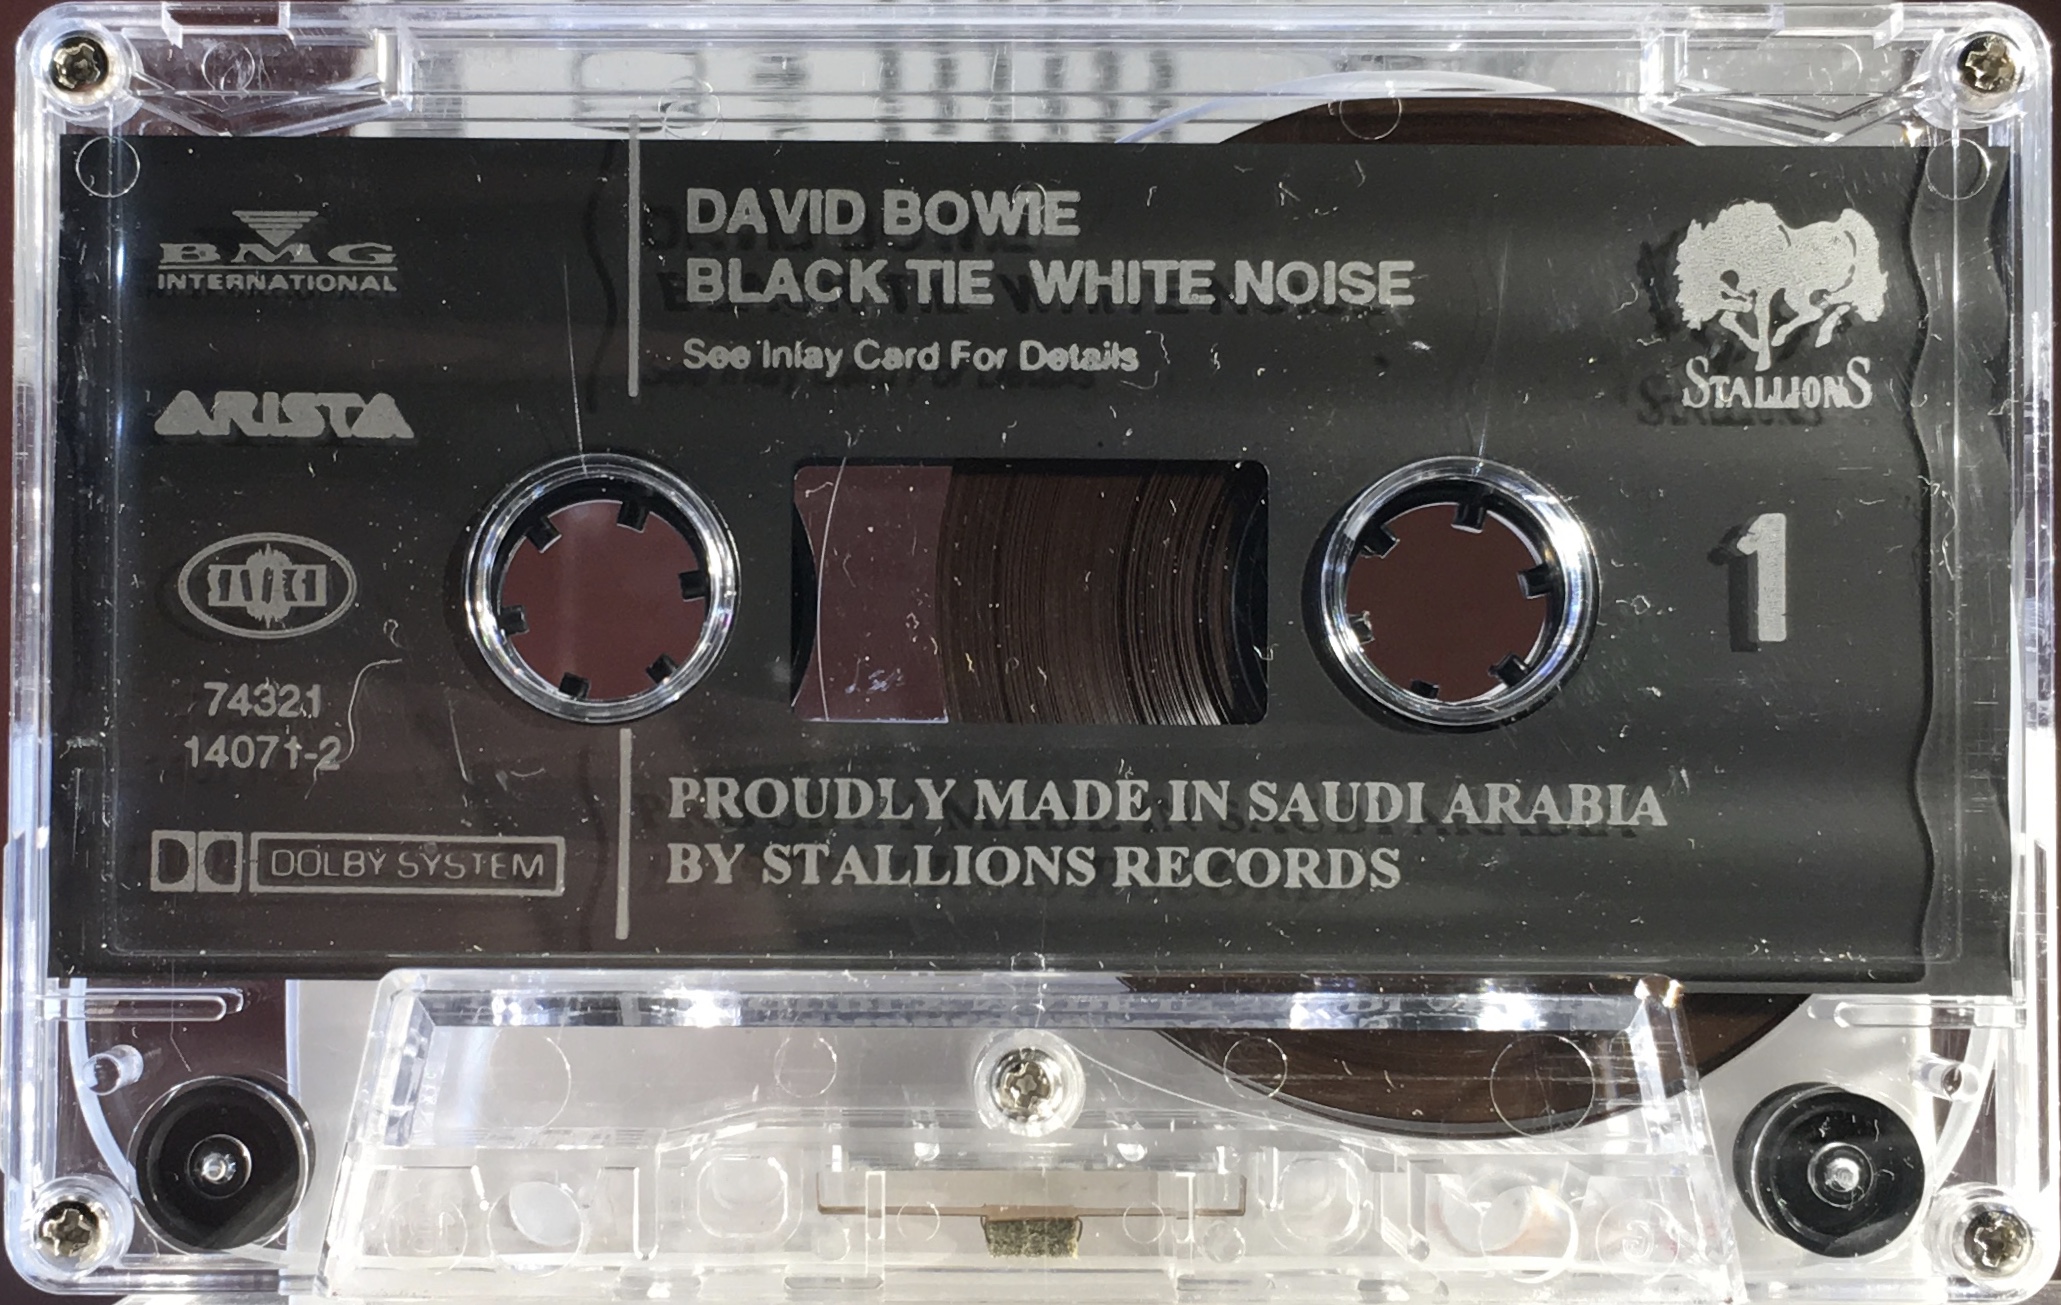 BMG
INTERNATIONAL
ARISTA
74321
14071-2
DOLBY SYSTEM
DAVID BOWIE
BLACK TIE WHITE NOISE
See Inlay Card For Details
STALLIONS
1
PROUDLY MADE IN SAUDI ARABIA
BY STALLIONS RECORDS